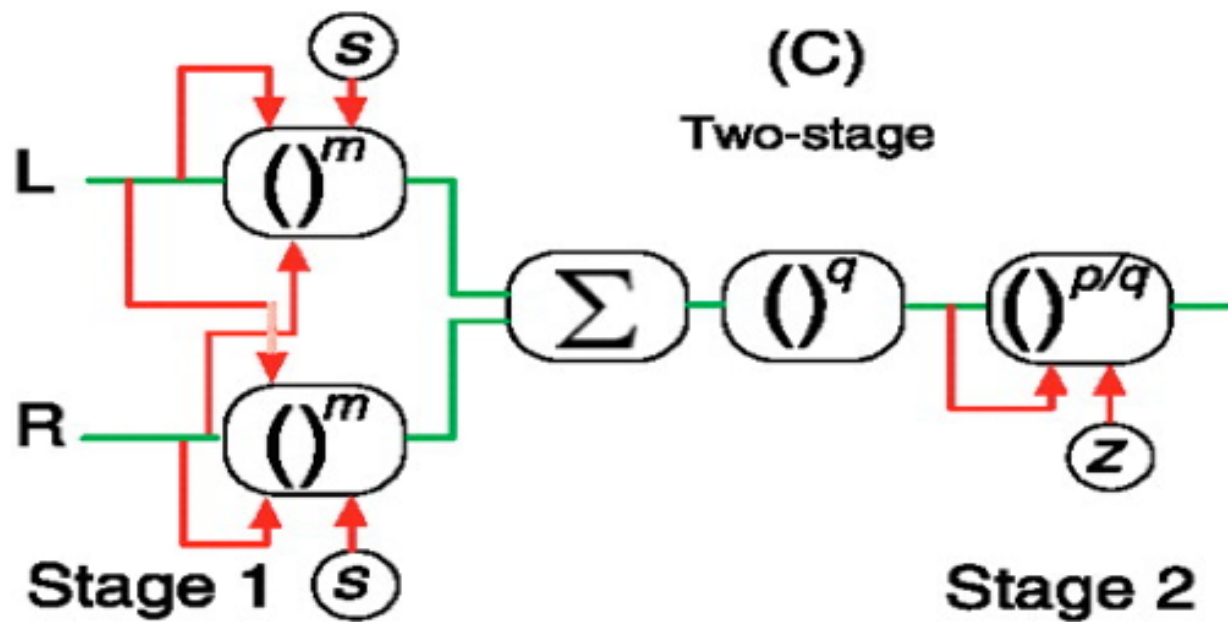 S
(C)
Two-stage
L
()^m
Σ
()^q
()^p/q
R
()^m
Z
Stage 1
S
Stage 2